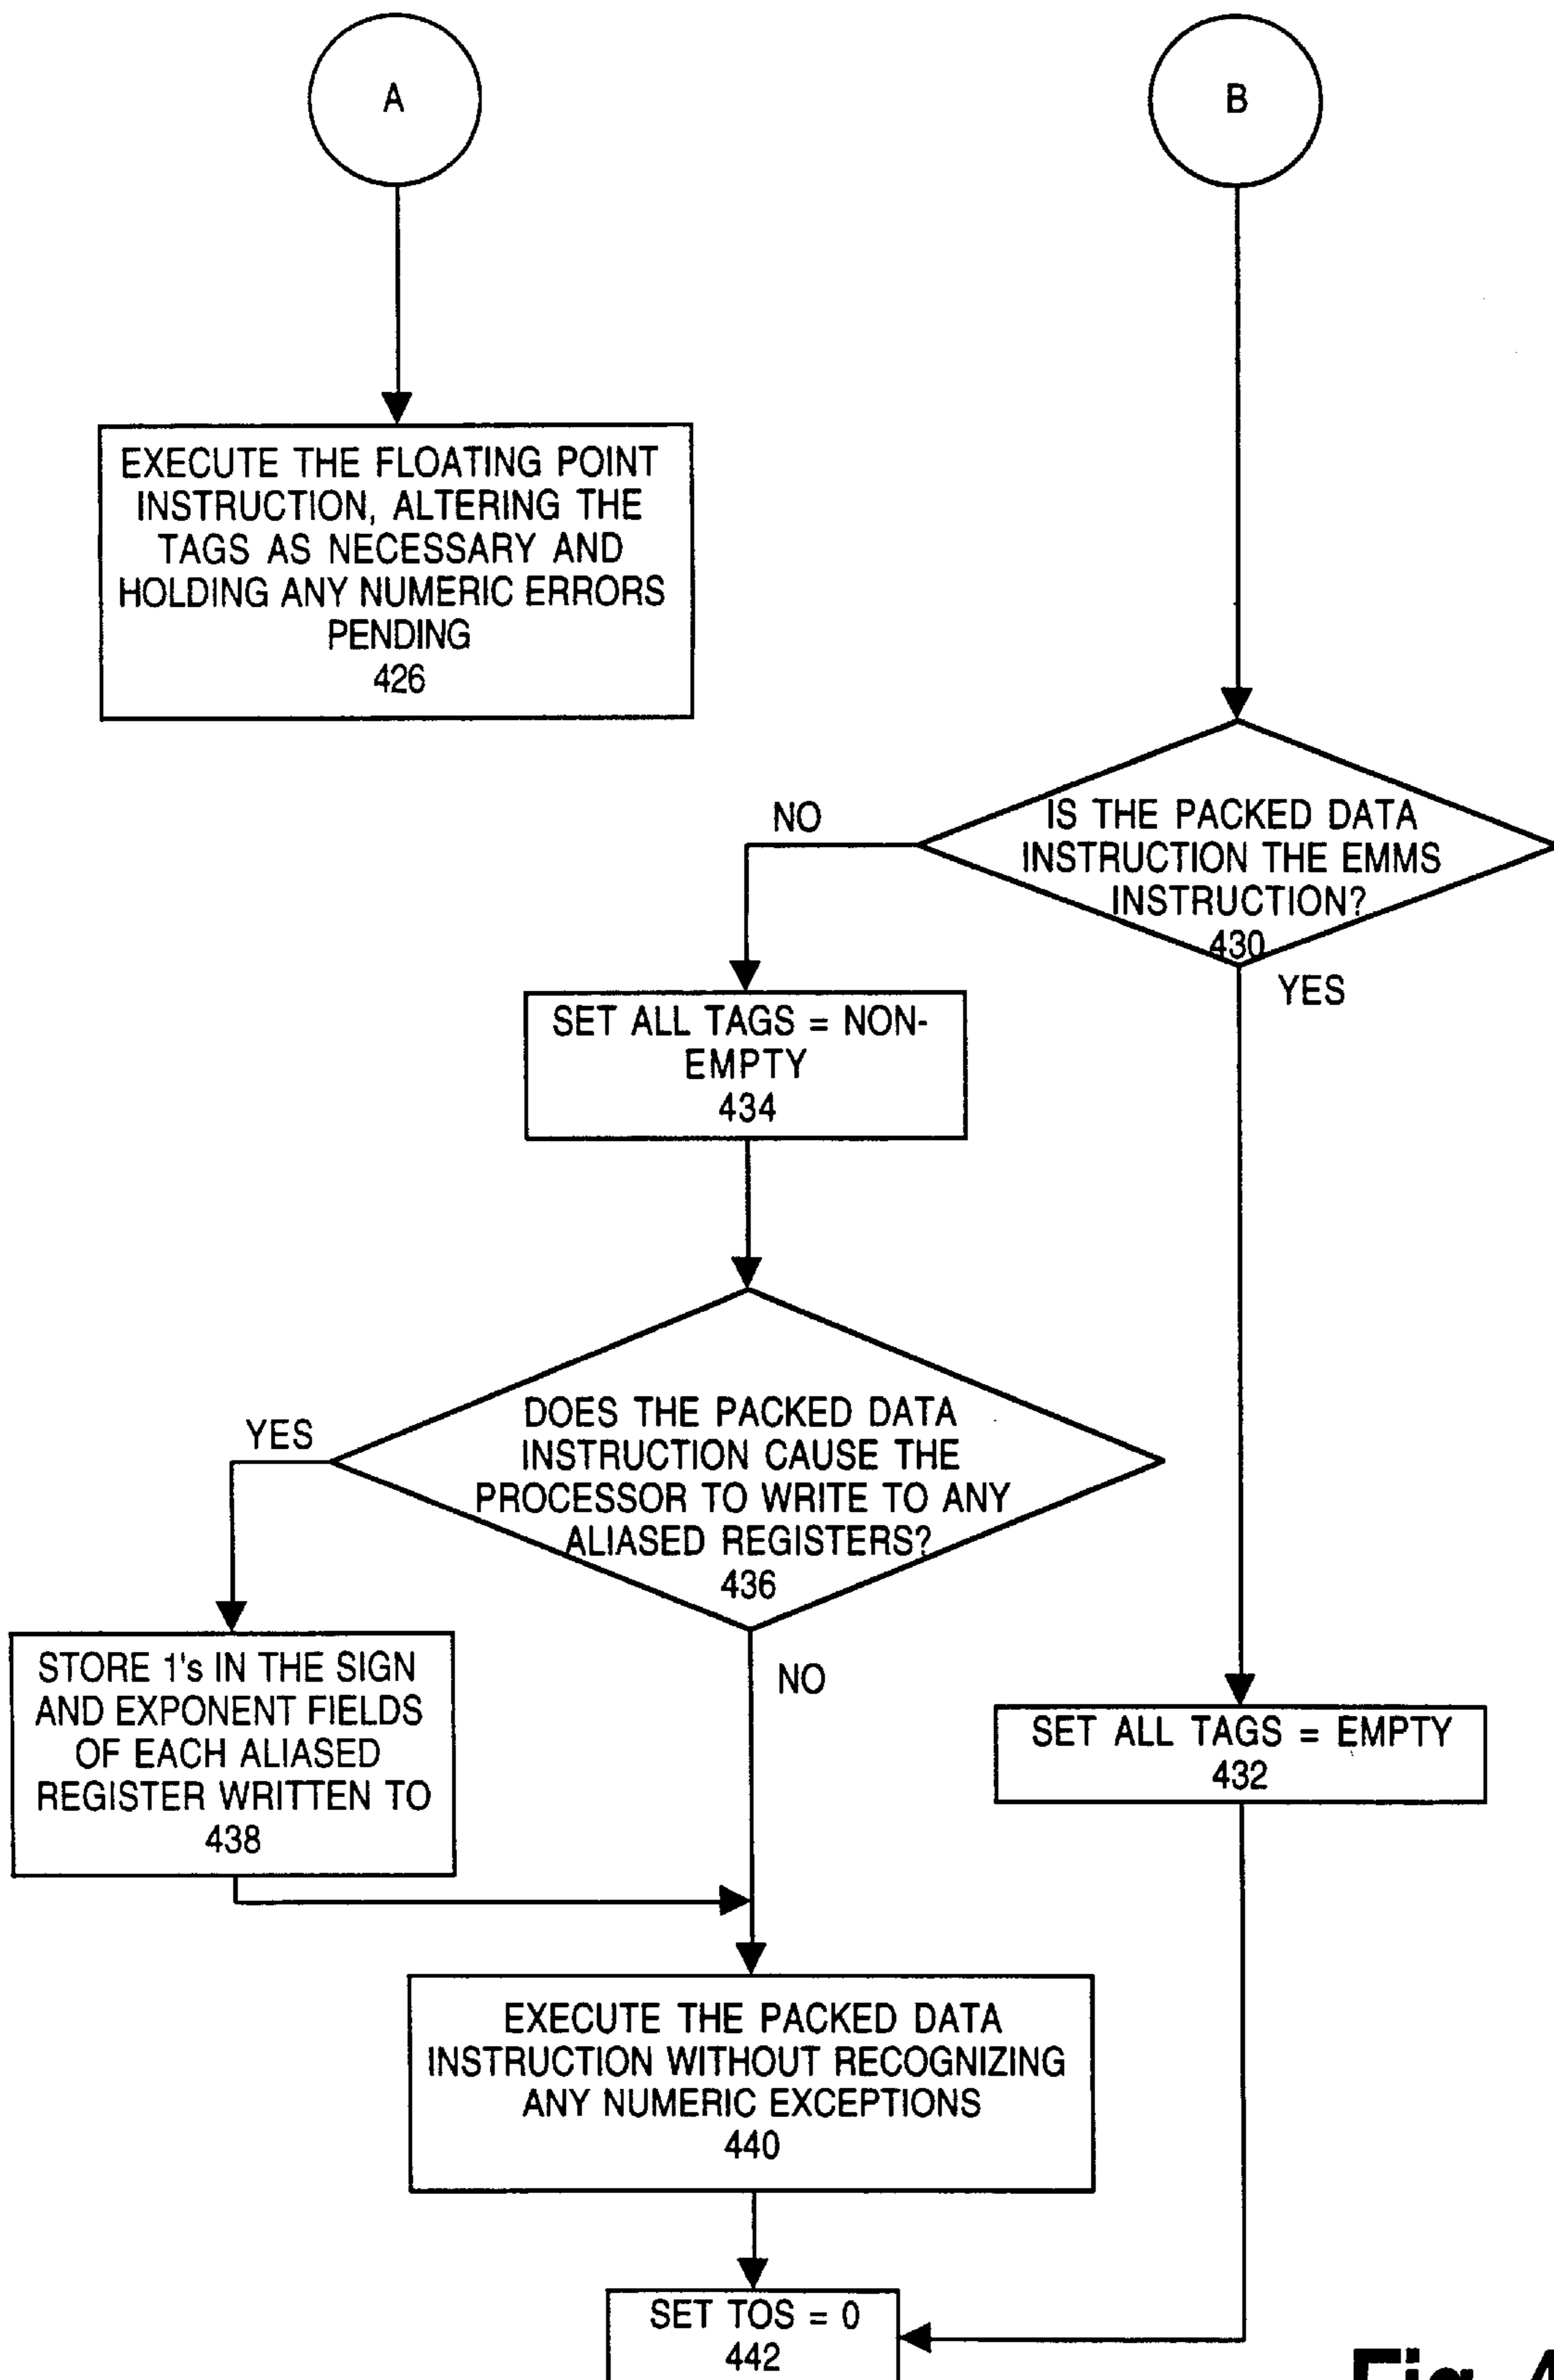 A
B
EXECUTE THE FLOATING POINT
INSTRUCTION, ALTERING THE
TAGS AS NECESSARY AND
HOLDING ANY NUMERIC ERRORS
PENDING
426
IS THE PACKED DATA
INSTRUCTION THE EMMS
INSTRUCTION?
430
NO
YES
SET ALL TAGS = NON-
EMPTY
434
DOES THE PACKED DATA
INSTRUCTION CAUSE THE
PROCESSOR TO WRITE TO ANY
ALIASED REGISTERS?
436
YES
NO
STORE 1's IN THE SIGN
AND EXPONENT FIELDS
OF EACH ALIASED
REGISTER WRITTEN TO
438
SET ALL TAGS = EMPTY
432
EXECUTE THE PACKED DATA
INSTRUCTION WITHOUT RECOGNIZING
ANY NUMERIC EXCEPTIONS
440
SET TOS = 0
442